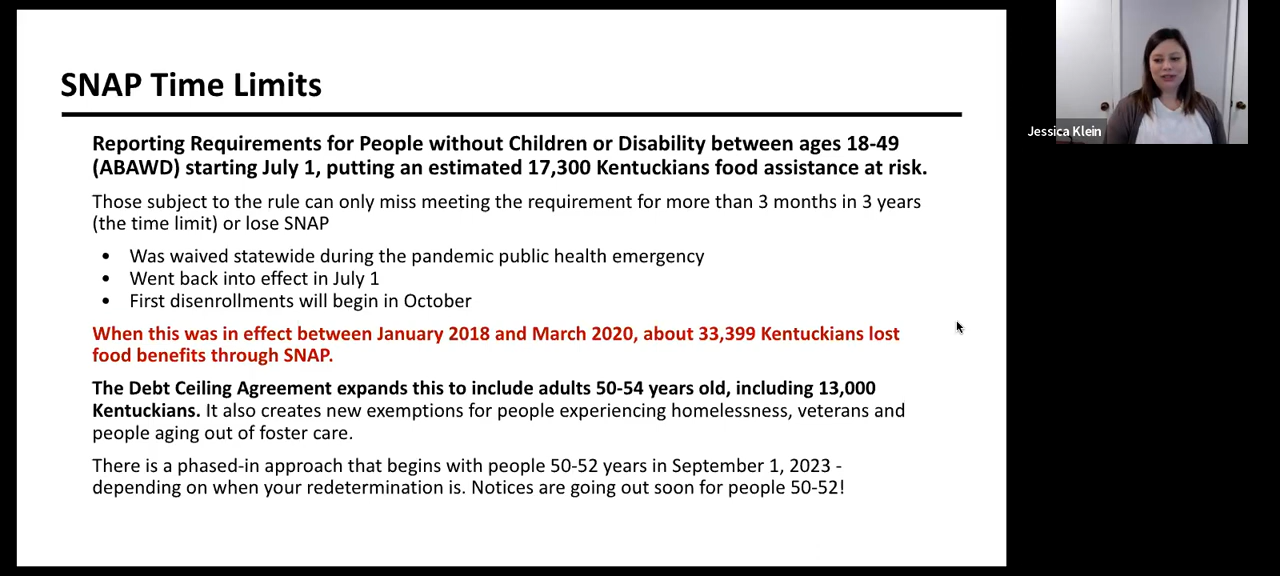 SNAP Time Limits
Reporting Requirements for People without Children or Disability between ages 18-49
(ABAWD) starting July 1, putting an estimated 17,300 Kentuckians food assistance at risk.
Those subject to the rule can only miss meeting the requirement for more than 3 months in 3 years
(the time limit) or lose SNAP
• Was waived statewide during the pandemic public health emergency
• Went back into effect in July 1
• First disenrollments will begin in October
When this was in effect between January 2018 and March 2020, about 33,399 Kentuckians lost
food benefits through SNAP.
The Debt Ceiling Agreement expands this to include adults 50-54 years old, including 13,000
Kentuckians. It also creates new exemptions for people experiencing homelessness, veterans and
people aging out of foster care.
There is a phased-in approach that begins with people 50-52 years in September 1, 2023 -
depending on when your redetermination is. Notices are going out soon for people 50-52!
Jessica Klein